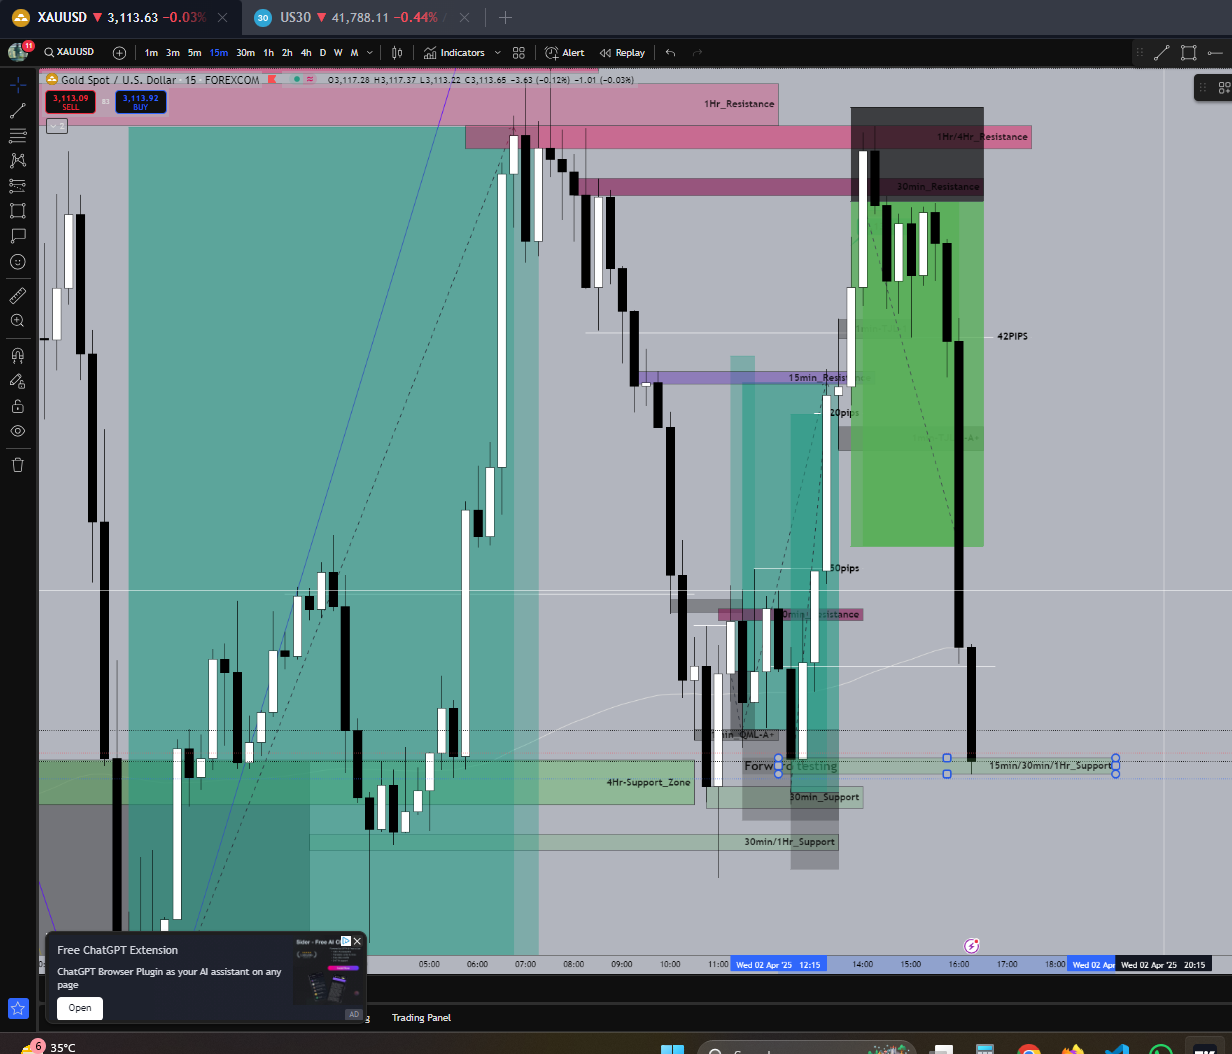 XAUUSD ▼ 3,113.63 −0.03%
30 US30 ▼ 41,788.11 −0.44%
11
XAUUSD 1m 3m 5m 15m 30m 1h 2h 4h D W M Indicators Alert Replay
Gold Spot / U.S. Dollar · 15 · FOREXCOM O3,117.28 H3,117.37 L3,113.22 C3,113.65 −3.63 (−0.12%) −1.01 (−0.03%)
3,113.09
SELL
83
3,113.92
BUY
2
1Hr_Resistance
1Hr/4Hr_Resistance
30min_Resistance
42PIPS
15min_Resis
20pips
-A+
50pips
min_QML-A+
Forward testing
15min/30min/1Hr_Support
4Hr-Support_Zone
30min_Support
30min/1Hr_Support
05:00 06:00 07:00 08:00 09:00 10:00 11:00 Wed 02 Apr '25 12:15 14:00 15:00 16:00 17:00 18:00 Wed 02 Apr Wed 02 Apr '25 20:15
Free ChatGPT Extension
ChatGPT Browser Plugin as your AI assistant on any
page
Open
AD
Trading Panel
6
35°C